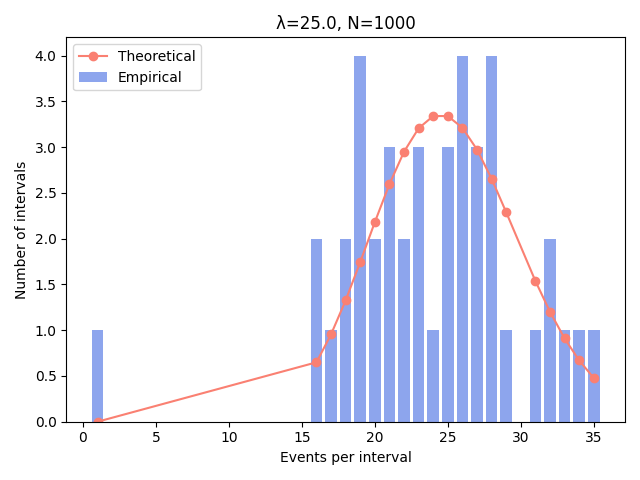 λ=25.0, N=1000
Theoretical
Empirical
Number of intervals
4.0
3.5
3.0
2.5
2.0
1.5
1.0
0.5
0.0
0 5 10 15 20 25 30 35
Events per interval